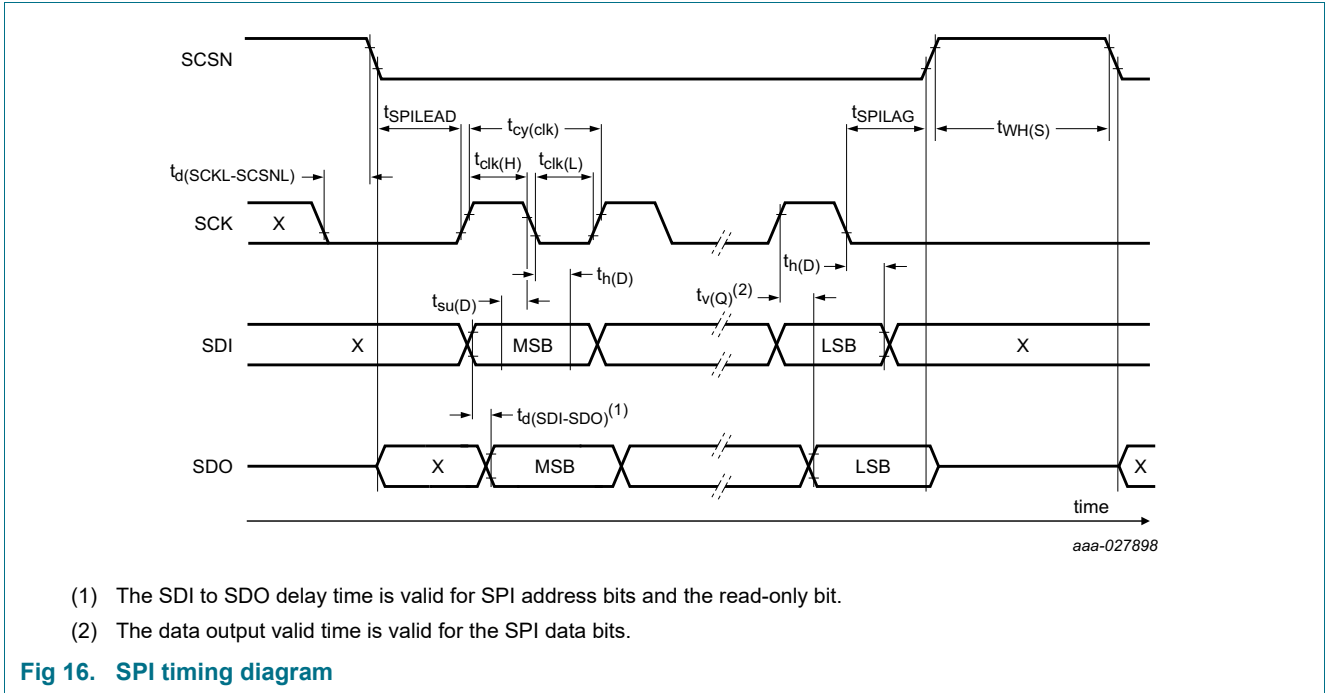 SCSN
tSPILEAD
tcy(clk)
tSPILAG
tWH(S)
tclk(H)
tclk(L)
td(SCKL-SCSNL)
SCK
X
th(D)
th(D)
tsu(D)
tv(Q)(2)
SDI
X
MSB
LSB
X
td(SDI-SDO)(1)
SDO
X
MSB
LSB
X
time
aaa-027898
(1) The SDI to SDO delay time is valid for SPI address bits and the read-only bit.
(2) The data output valid time is valid for the SPI data bits.
Fig 16. SPI timing diagram